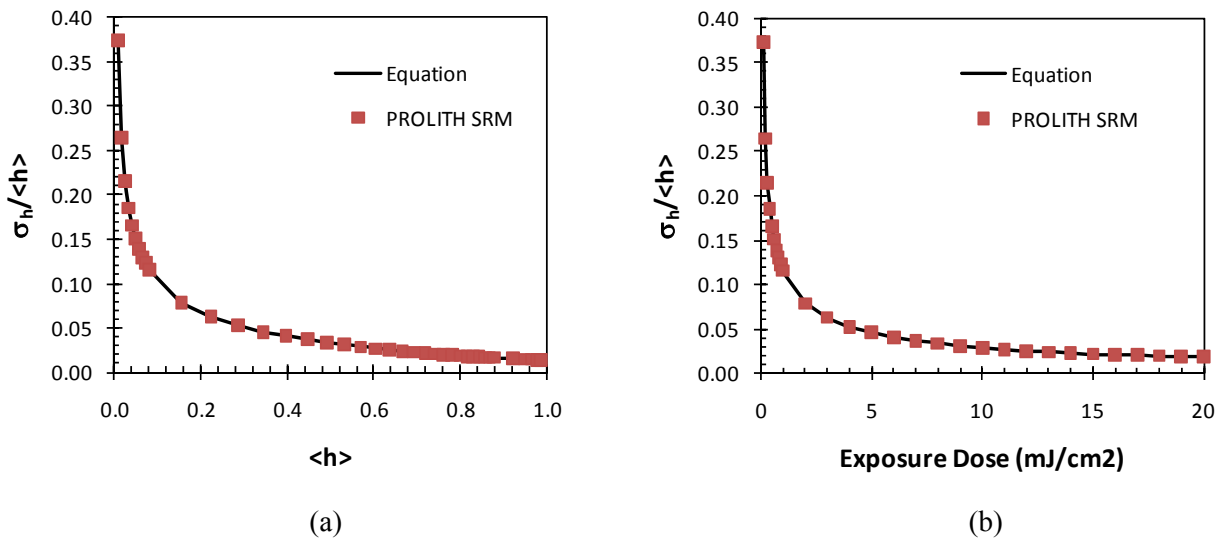 0.40
0.35
0.30
0.25
0.20
0.15
0.10
0.05
0.00
σh/<h>
Equation
PROLITH SRM
0.0 0.2 0.4 0.6 0.8 1.0
<h>
(a)
0.40
0.35
0.30
0.25
0.20
0.15
0.10
0.05
0.00
σh/<h>
Equation
PROLITH SRM
0 5 10 15 20
Exposure Dose (mJ/cm2)
(b)